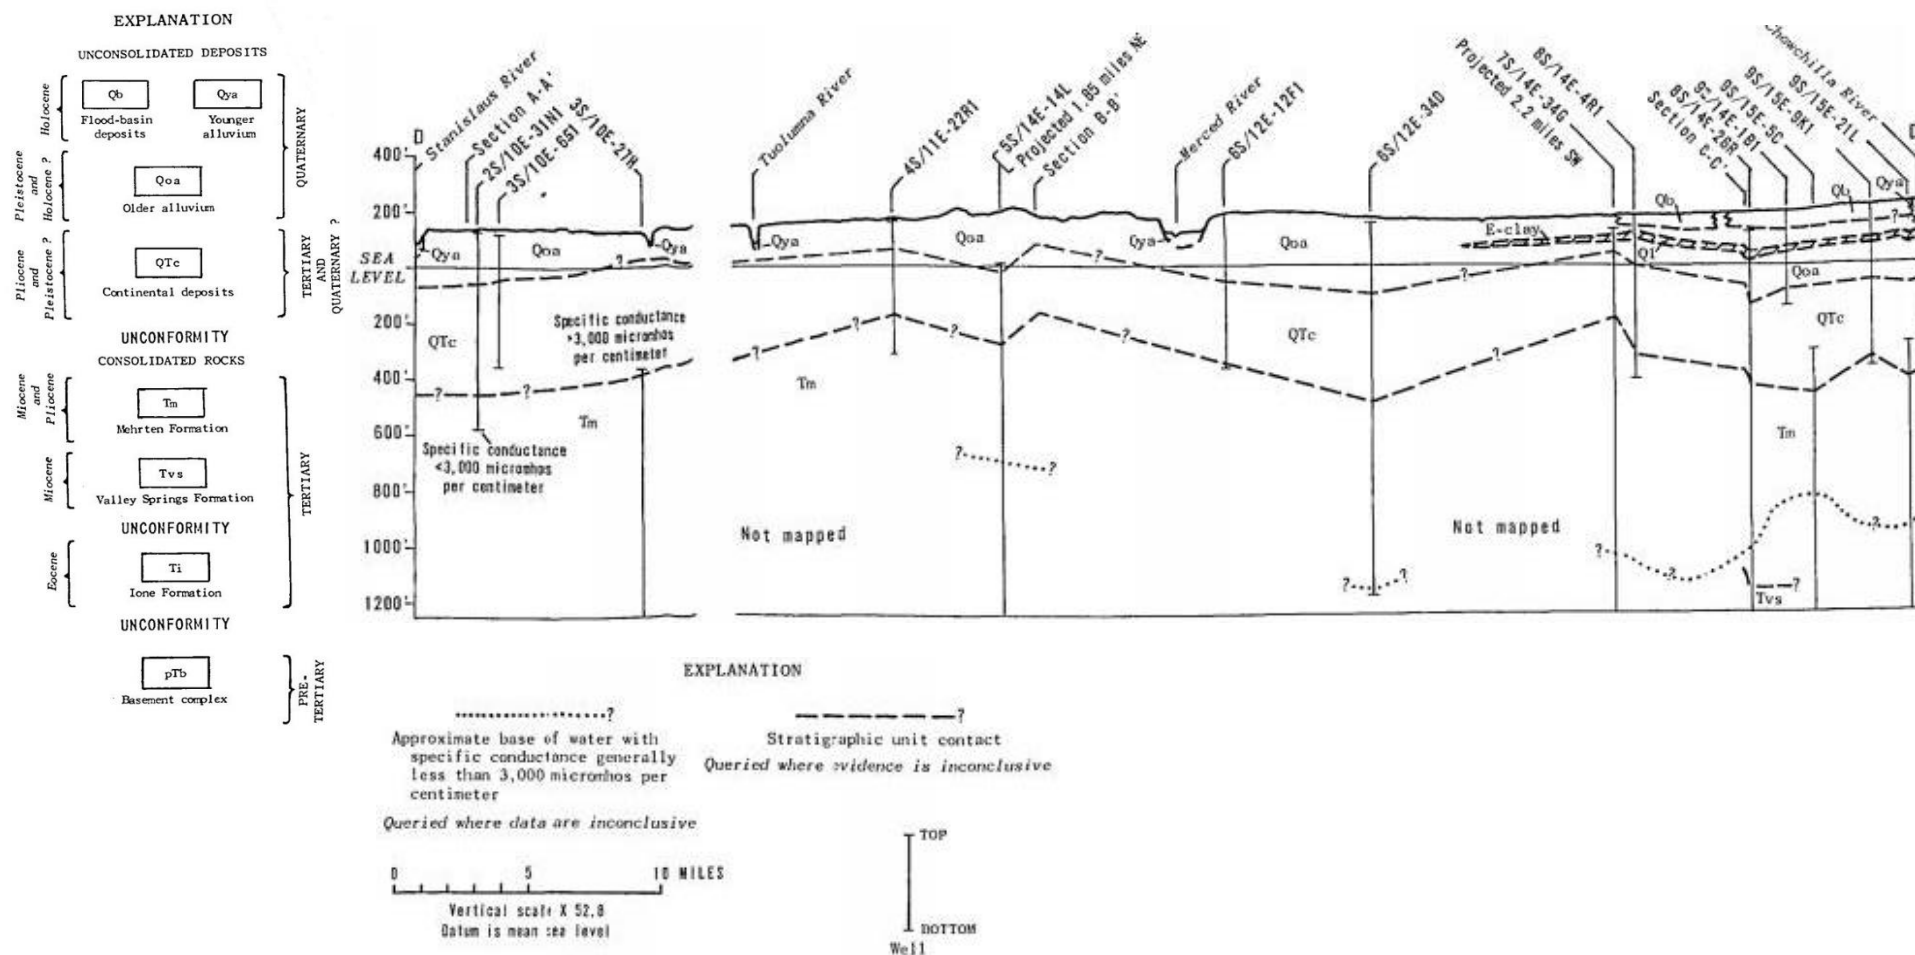 EXPLANATION
UNCONSOLIDATED DEPOSITS
Holocene
Qb
Qya
Flood-basin
deposits
Younger
alluvium
Pleistocene
and
Holocene ?
Qoa
Older alluvium
QUATERNARY
Pliocene
and
Pleistocene ?
QTc
Continental deposits
TERTIARY
AND
QUATERNARY ?
UNCONFORMITY
CONSOLIDATED ROCKS
Miocene
and
Pliocene
Tm
Mehrten Formation
Miocene
Tvs
Valley Springs Formation
TERTIARY
UNCONFORMITY
Eocene
Ti
Ione Formation
UNCONFORMITY
pTb
Basement complex
PRE-
TERTIARY
Stanislaus River
Section A-A'
2S/10E-31N1
3S/10E-6G1
3S/10E-27H
Tuolumna River
4S/11E-22R1
5S/14E-14L
Projected 1.85 miles NE
Section B-B'
Merced River
6S/12E-12F1
6S/12E-34D
Projected 2.2 miles SW
7S/14E-34G
8S/14E-4R1
Section C-C'
8S/14E-26R
9S/14E-1B1
9S/15E-5C
9S/15E-9K1
9S/15E-21L
Chowchilla River
400'
200'
SEA
LEVEL
200'
400'
600'
800'
1000'
1200'
Qya
Qoa
?
Qya
Qya
Qoa
?
Qya
Qoa
?
E-clay
Qb
Ql
Qb
Qya
?
Qoa
QTc
Specific conductance
>3,000 micromhos
per centimeter
QTc
QTc
? ? ? ? ? ? ? ?
Tm
Tm
Tm
Specific conductance
<3,000 micromhos
per centimeter
? ?
Not mapped
Not mapped
? ?
? ? ?
?
Tvs
EXPLANATION
?
Approximate base of water with
specific conductance generally
less than 3,000 micromhos per
centimeter
Queried where data are inconclusive
?
Stratigraphic unit contact
Queried where evidence is inconclusive
0 5 10 MILES
Vertical scale X 52.8
Datum is mean sea level
TOP
BOTTOM
Well